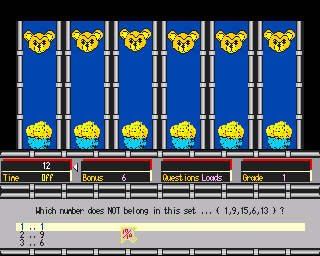 12
Time Off Bonus 6 Questions Loads Grade 1
Which number does NOT belong in this set ... { 1,9,15,6,13 } ?
1 .. 1
2 .. 9
3 .. 6